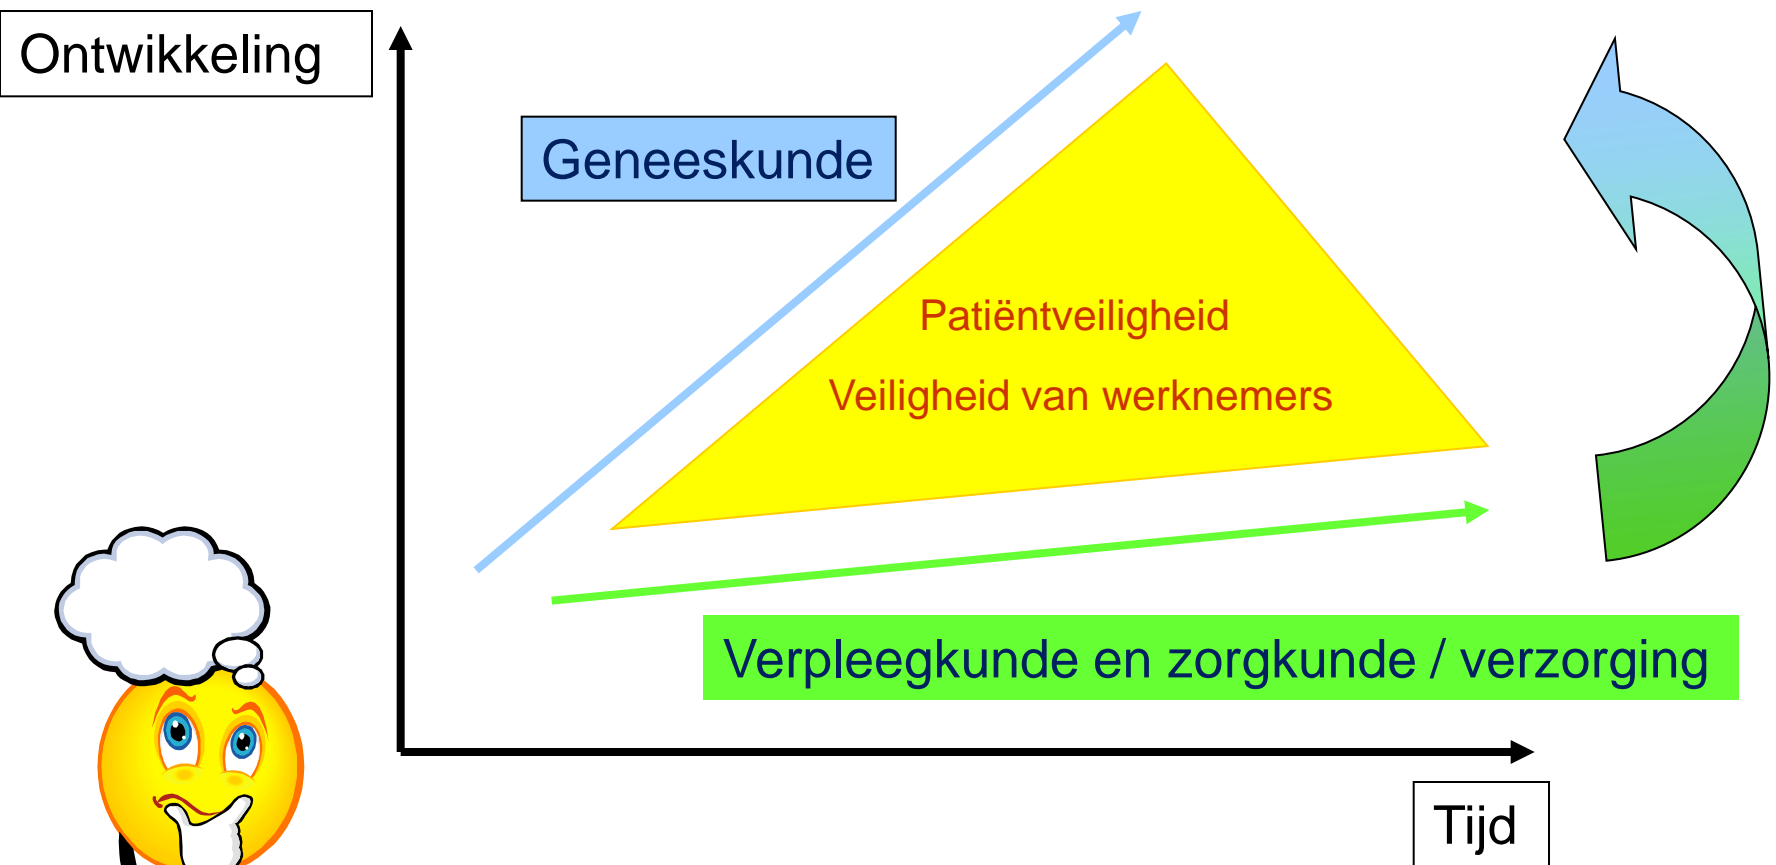 Ontwikkeling
Geneeskunde
Patiëntveiligheid
Veiligheid van werknemers
Verpleegkunde en zorgkunde / verzorging
Tijd